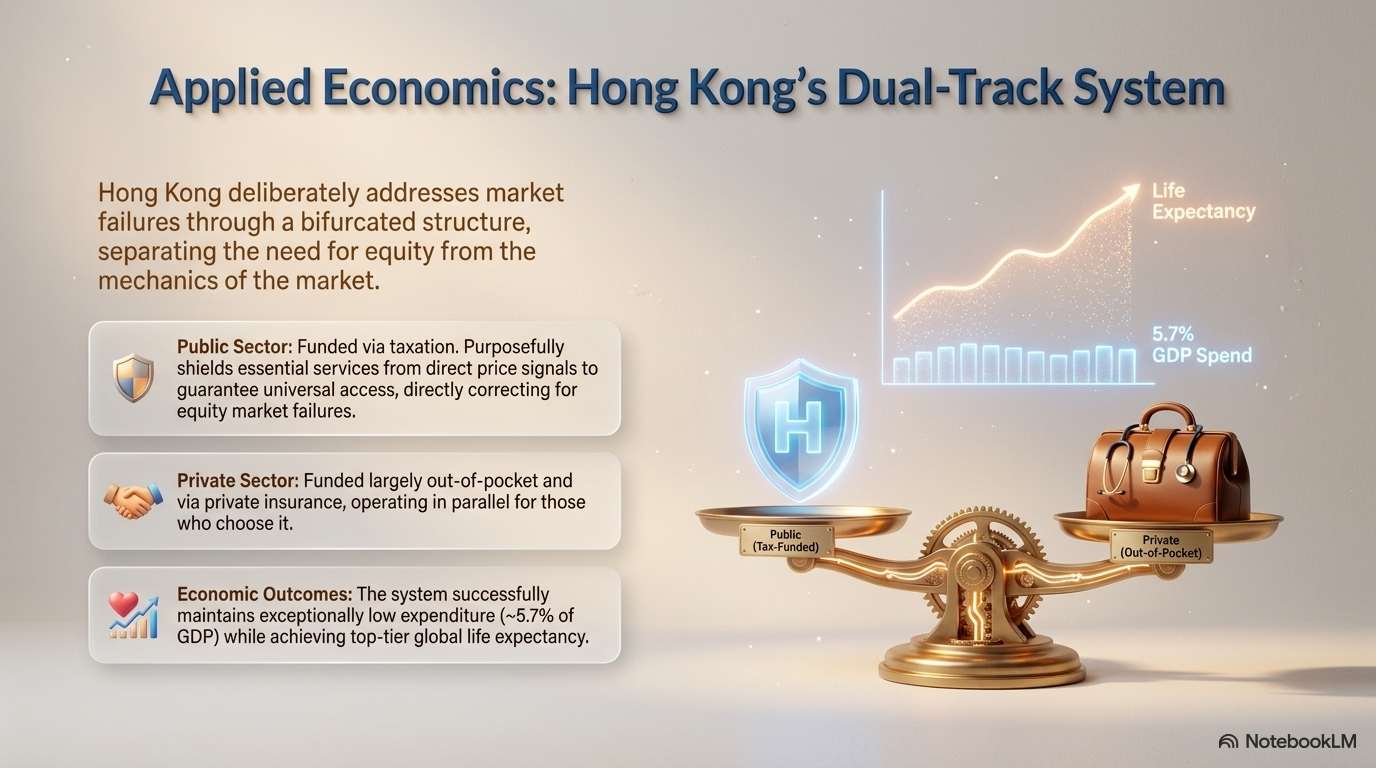 Applied Economics: Hong Kong's Dual-Track System
Hong Kong deliberately addresses market
failures through a bifurcated structure,
separating the need for equity from the
mechanics of the market.
Public Sector: Funded via taxation. Purposefully
shields essential services from direct price signals to
guarantee universal access, directly correcting for
equity market failures.
Private Sector: Funded largely out-of-pocket and
via private insurance, operating in parallel for those
who choose it.
Economic Outcomes: The system successfully
maintains exceptionally low expenditure (~5.7% of
GDP) while achieving top-tier global life expectancy.
Life
Expectancy
5.7%
GDP Spend
H
Public
(Tax-Funded)
Private
(Out-of-Pocket)
NotebookLM